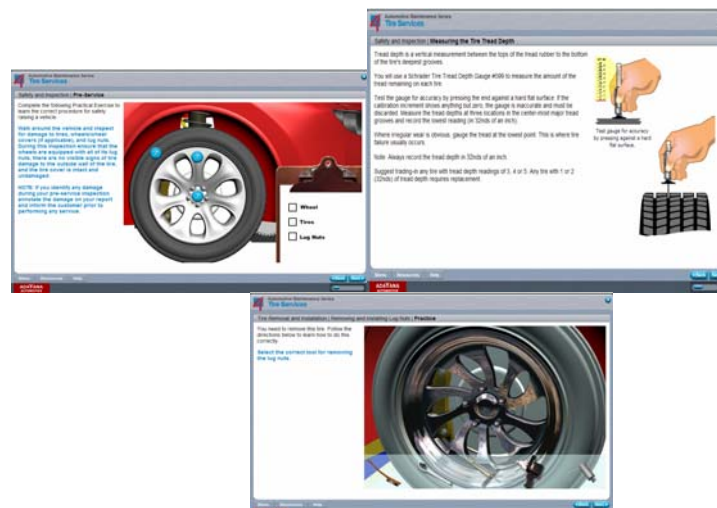 Automotive Maintenance Service
Tire Services
Safety and Inspection | Pre-Service
Complete the following Practical Exercise to
learn the correct procedure for safely
raising a vehicle.
Walk around the vehicle and inspect
for damage to tires, wheels/wheel
covers (if applicable), and lug nuts.
During this inspection ensure that the
wheels are equipped with all of its lug
nuts, there are no visible signs of tire
damage to the outside wall of the tire,
and the tire cover is intact and
undamaged.
NOTE: If you identify any damage
during your pre-service inspection
annotate the damage on your report
and inform the customer prior to
performing any service.
Wheel
Tires
Lug Nuts
Menu Resources Help
Automotive Maintenance Service
Tire Services
Safety and Inspection | Measuring the Tire Tread Depth
Tread depth is a vertical measurement between the tops of the tread rubber to the bottom
of the tire's deepest grooves.
You will use a Schrader Tire Tread Depth Gauge #5099 to measure the amount of the
tread remaining on each tire.
Test the gauge for accuracy by pressing the end against a hard flat surface. If the
calibration increment shows anything but zero, the gauge is inaccurate and must be
discarded. Measure the tread depths at three locations in the center-most major tread
grooves and record the lowest reading (in 32nds of an inch).
Where irregular wear is obvious, gauge the tread at the lowest point. This is where tire
failure usually occurs.
Note: Always record the tread depth in 32nds of an inch.
Suggest trading-in any tire with tread depth readings of 3, 4 or 5. Any tire with 1 or 2
(32nds) of tread depth requires replacement.
Test gauge for accuracy
by pressing against a hard
flat surface.
Menu Resources Help
Automotive Maintenance Service
Tire Services
Tire Removal and Installation | Removing and Installing Lug Nuts | Practice
You need to remove this tire. Follow the
directions below to learn how to do this
correctly.
Select the correct tool for removing
the lug nuts.
Menu Resources Help